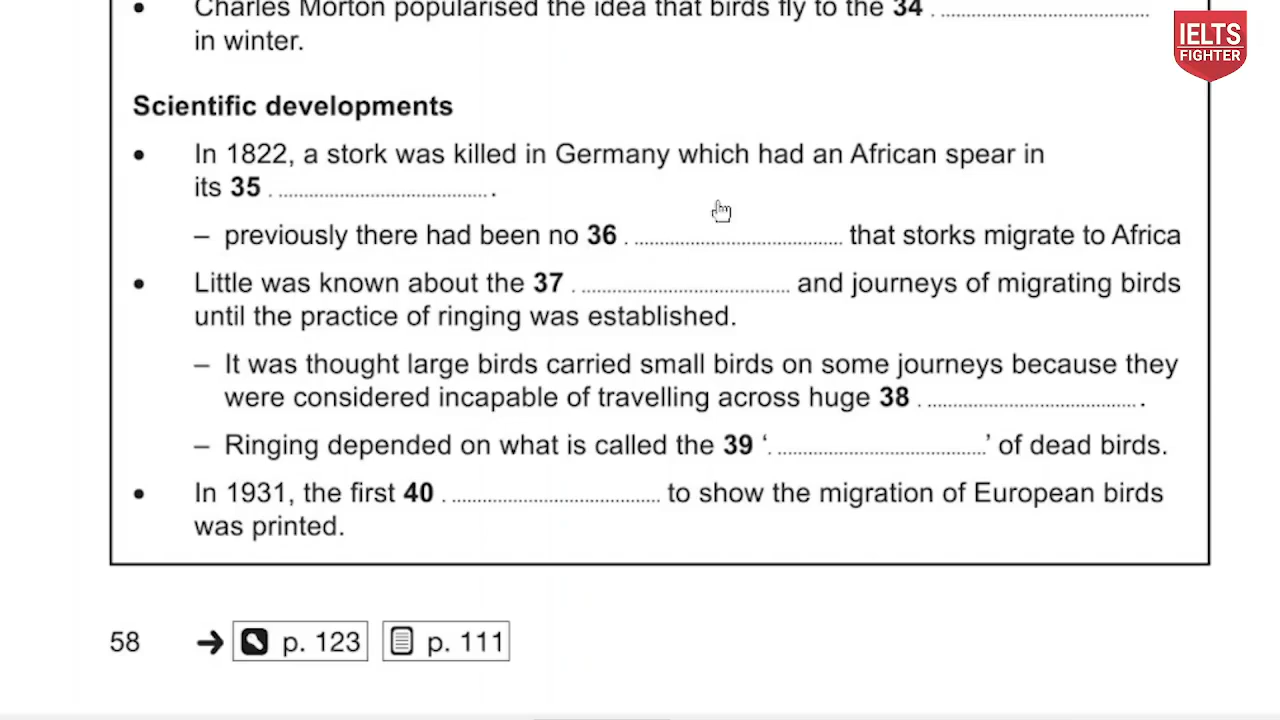 • Charles Morton popularised the idea that birds fly to the 34 . ........................................
in winter.
IELTS
FIGHTER
Scientific developments
• In 1822, a stork was killed in Germany which had an African spear in
its 35 . ........................................ .
– previously there had been no 36 . ........................................ that storks migrate to Africa
• Little was known about the 37 . ........................................ and journeys of migrating birds
until the practice of ringing was established.
– It was thought large birds carried small birds on some journeys because they
were considered incapable of travelling across huge 38 . ........................................ .
– Ringing depended on what is called the 39 ‘. ........................................’ of dead birds.
• In 1931, the first 40 . ........................................ to show the migration of European birds
was printed.
58 → p. 123 p. 111